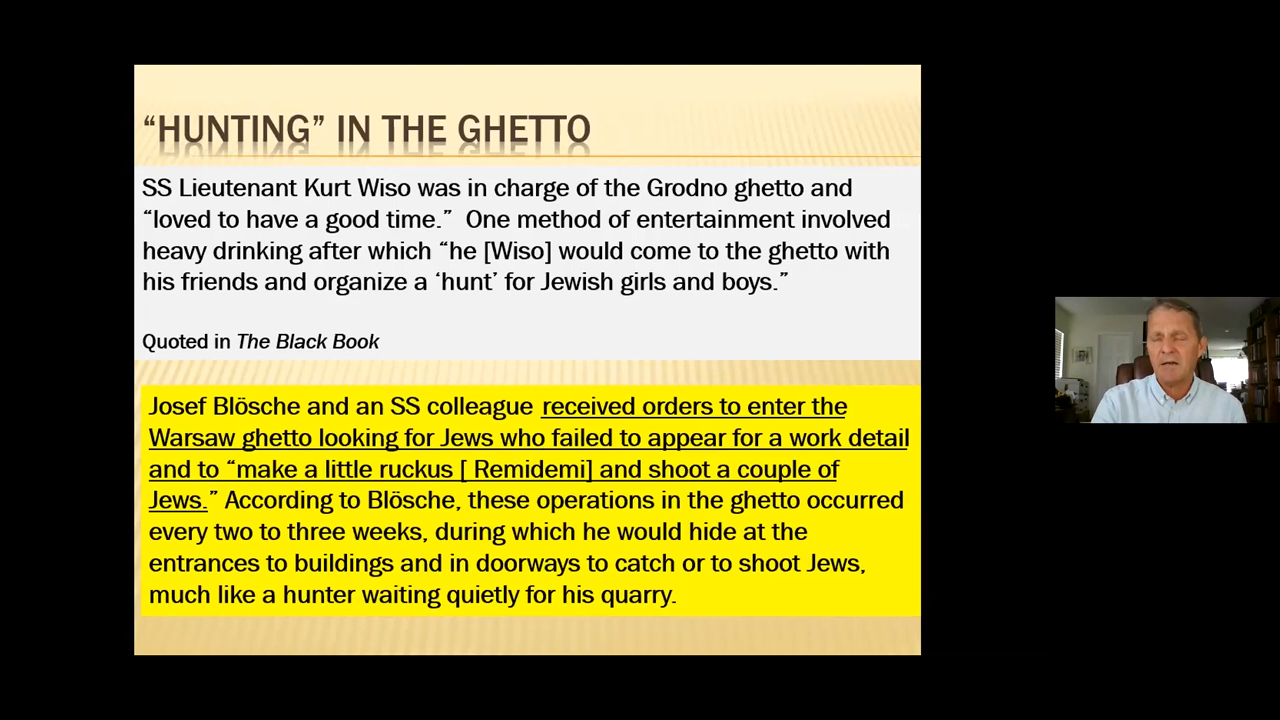 “HUNTING” IN THE GHETTO
SS Lieutenant Kurt Wiso was in charge of the Grodno ghetto and
“loved to have a good time.”  One method of entertainment involved
heavy drinking after which “he [Wiso] would come to the ghetto with
his friends and organize a ‘hunt’ for Jewish girls and boys.”
Quoted in The Black Book
Josef Blösche and an SS colleague received orders to enter the
Warsaw ghetto looking for Jews who failed to appear for a work detail
and to “make a little ruckus [ Remidemi] and shoot a couple of
Jews.” According to Blösche, these operations in the ghetto occurred
every two to three weeks, during which he would hide at the
entrances to buildings and in doorways to catch or to shoot Jews,
much like a hunter waiting quietly for his quarry.